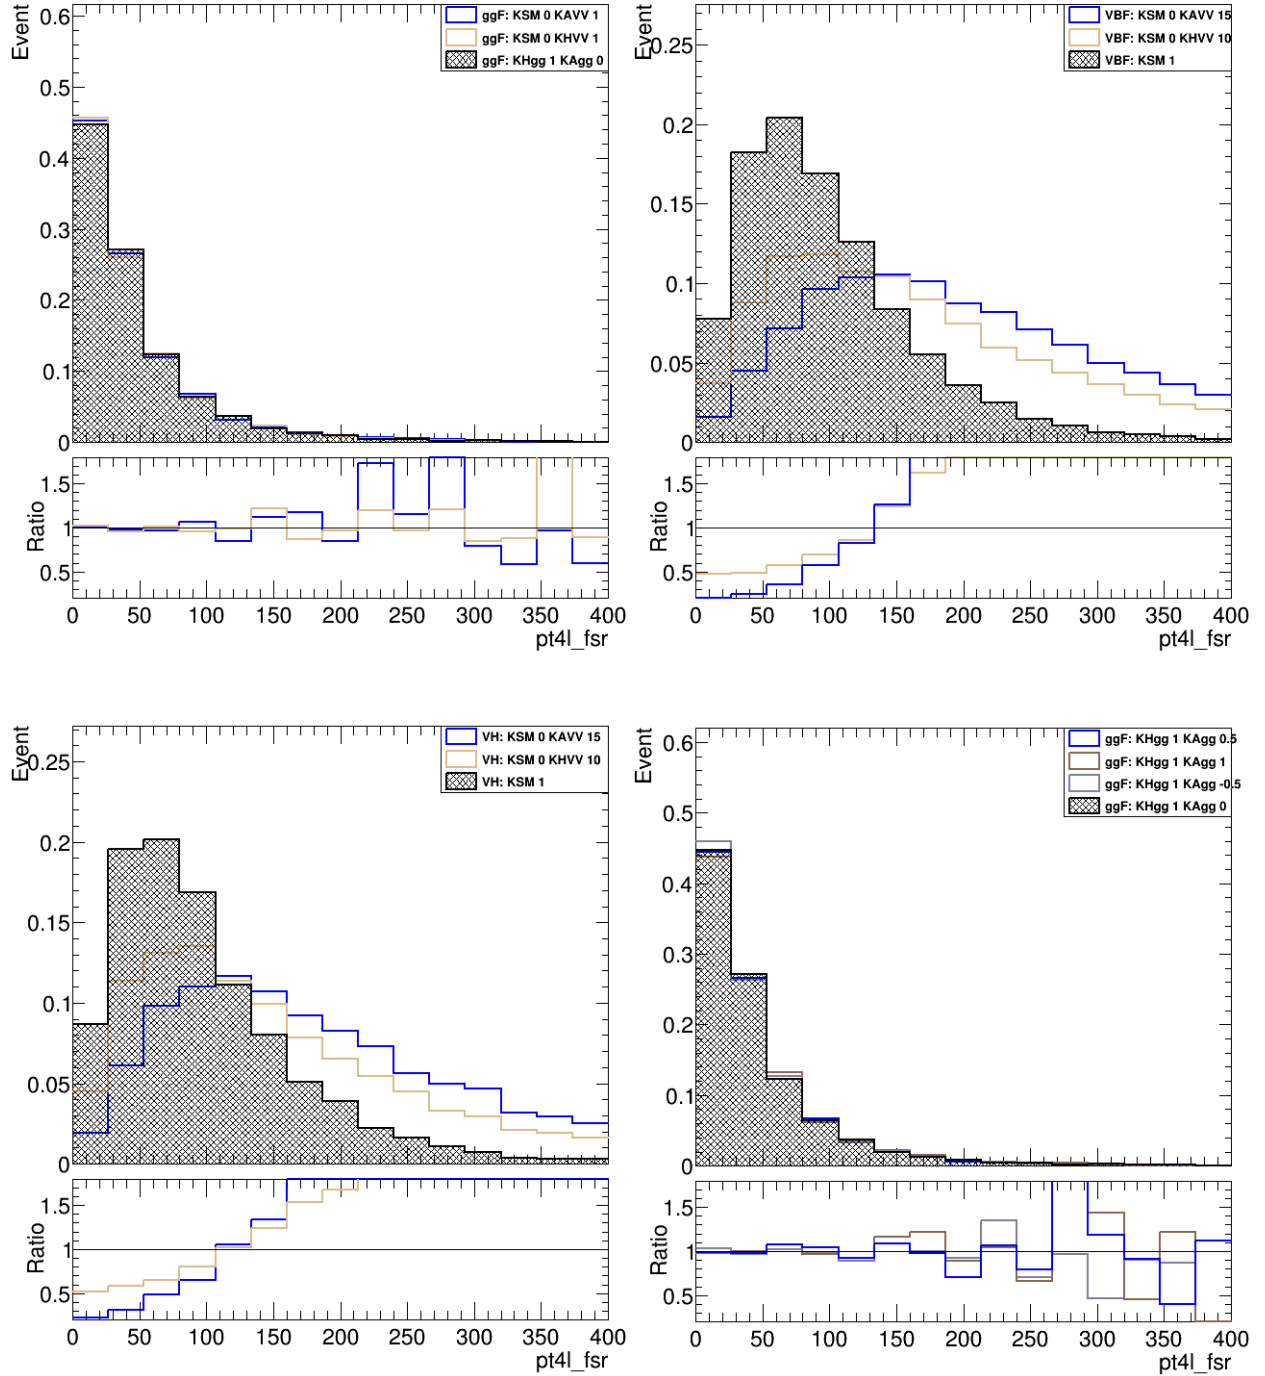 Event
0.6
0.5
0.4
0.3
0.2
0.1
0
ggF: KSM 0 KAVV 1
ggF: KSM 0 KHVV 1
ggF: KHgg 1 KAgg 0
Ratio
1.5
1
0.5
0 50 100 150 200 250 300 350 400
pt4l_fsr
Event
0.25
0.2
0.15
0.1
0.05
0
VBF: KSM 0 KAVV 15
VBF: KSM 0 KHVV 10
VBF: KSM 1
Ratio
1.5
1
0.5
0 50 100 150 200 250 300 350 400
pt4l_fsr
Event
0.25
0.2
0.15
0.1
0.05
0
VH: KSM 0 KAVV 15
VH: KSM 0 KHVV 10
VH: KSM 1
Ratio
1.5
1
0.5
0 50 100 150 200 250 300 350 400
pt4l_fsr
Event
0.6
0.5
0.4
0.3
0.2
0.1
0
ggF: KHgg 1 KAgg 0.5
ggF: KHgg 1 KAgg 1
ggF: KHgg 1 KAgg -0.5
ggF: KHgg 1 KAgg 0
Ratio
1.5
1
0.5
0 50 100 150 200 250 300 350 400
pt4l_fsr